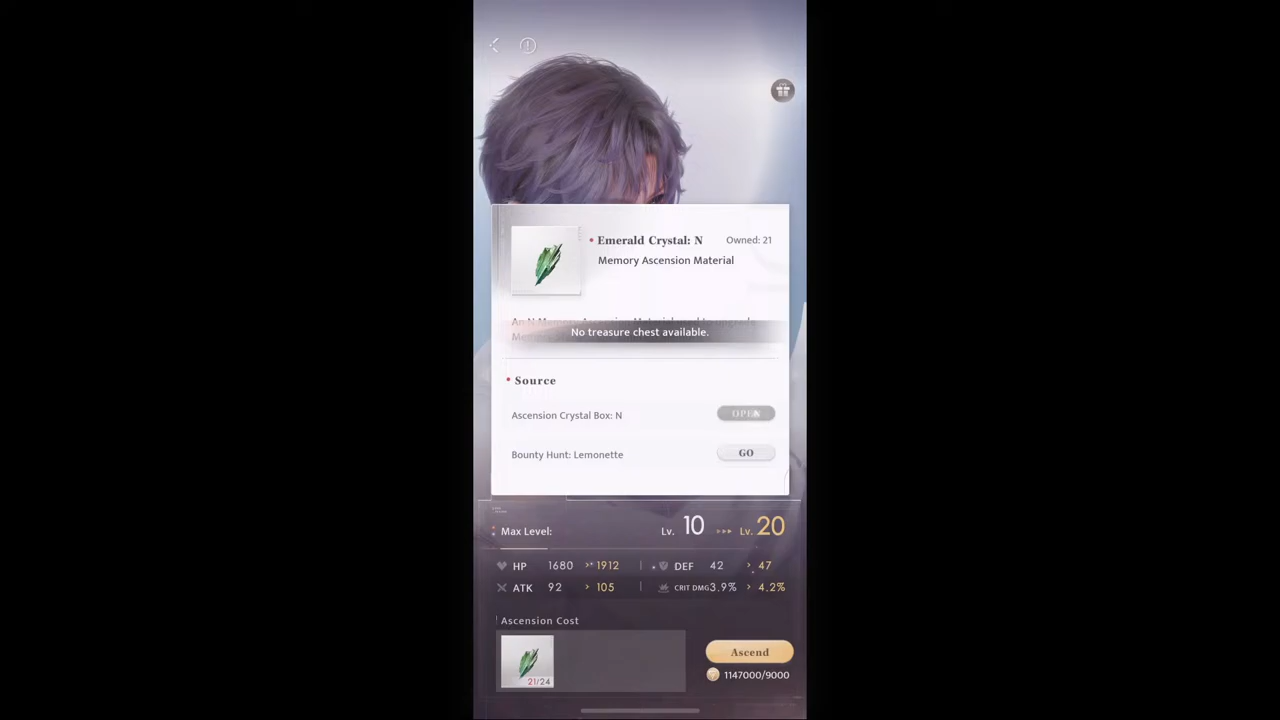 Emerald Crystal: N
Owned: 21
Memory Ascension Material
No treasure chest available.
Source
Ascension Crystal Box: N
OPEN
Bounty Hunt: Lemonette
GO
Max Level:
Lv. 10
Lv. 20
HP 1680 > 1912
DEF 42 > 47
ATK 92 > 105
CRIT DMG 3.9% > 4.2%
Ascension Cost
21/24
Ascend
1147000/9000